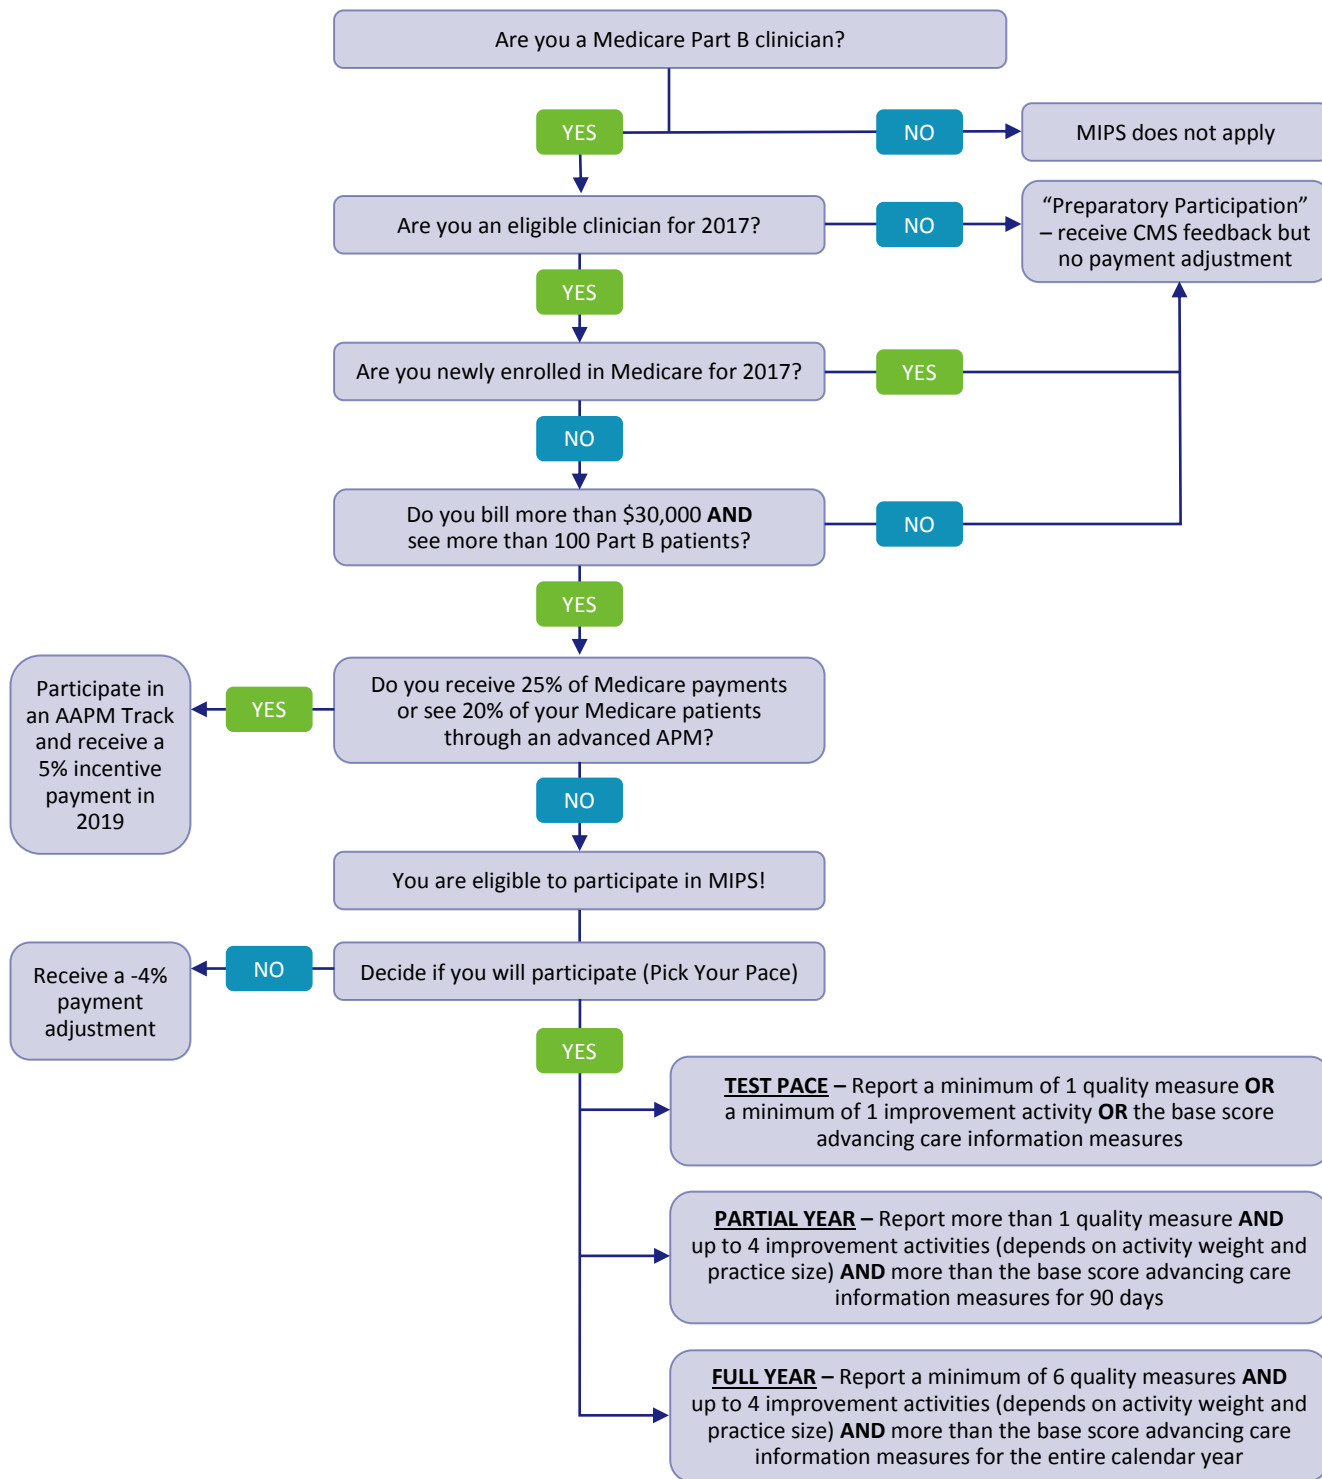 Are you a Medicare Part B clinician?
YES
NO
MIPS does not apply
Are you an eligible clinician for 2017?
NO
“Preparatory Participation”
– receive CMS feedback but
no payment adjustment
YES
Are you newly enrolled in Medicare for 2017?
YES
NO
Do you bill more than $30,000 AND
see more than 100 Part B patients?
NO
YES
Participate in
an AAPM Track
and receive a
5% incentive
payment in
2019
YES
Do you receive 25% of Medicare payments
or see 20% of your Medicare patients
through an advanced APM?
NO
You are eligible to participate in MIPS!
Receive a -4%
payment
adjustment
NO
Decide if you will participate (Pick Your Pace)
YES
TEST PACE – Report a minimum of 1 quality measure OR
a minimum of 1 improvement activity OR the base score
advancing care information measures
PARTIAL YEAR – Report more than 1 quality measure AND
up to 4 improvement activities (depends on activity weight and
practice size) AND more than the base score advancing care
information measures for 90 days
FULL YEAR – Report a minimum of 6 quality measures AND
up to 4 improvement activities (depends on activity weight and
practice size) AND more than the base score advancing care
information measures for the entire calendar year